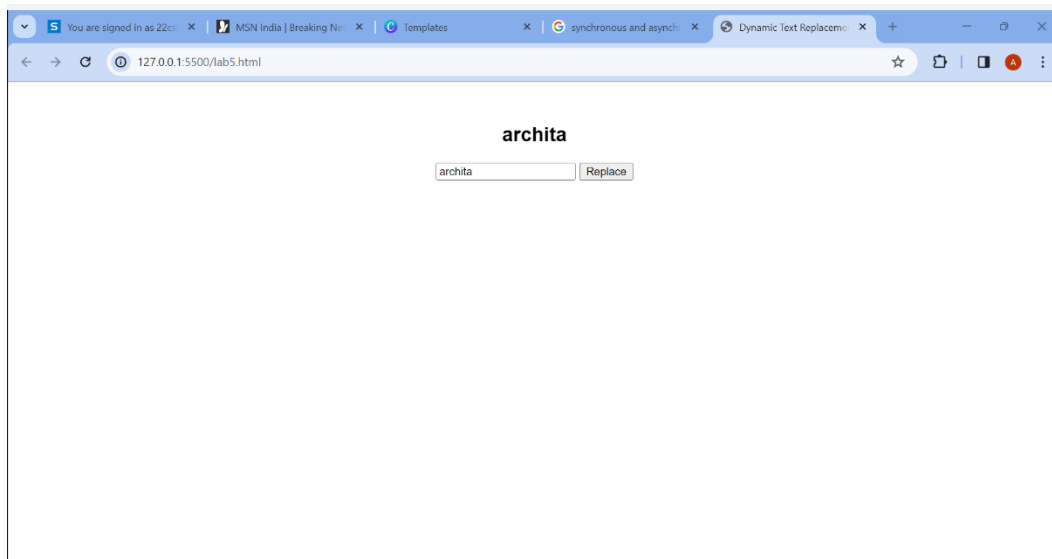 You are signed in as 22cs
MSN India | Breaking Ne
Templates
synchronous and asynch
Dynamic Text Replaceme
127.0.0.1:5500/lab5.html
A
archita
archita Replace